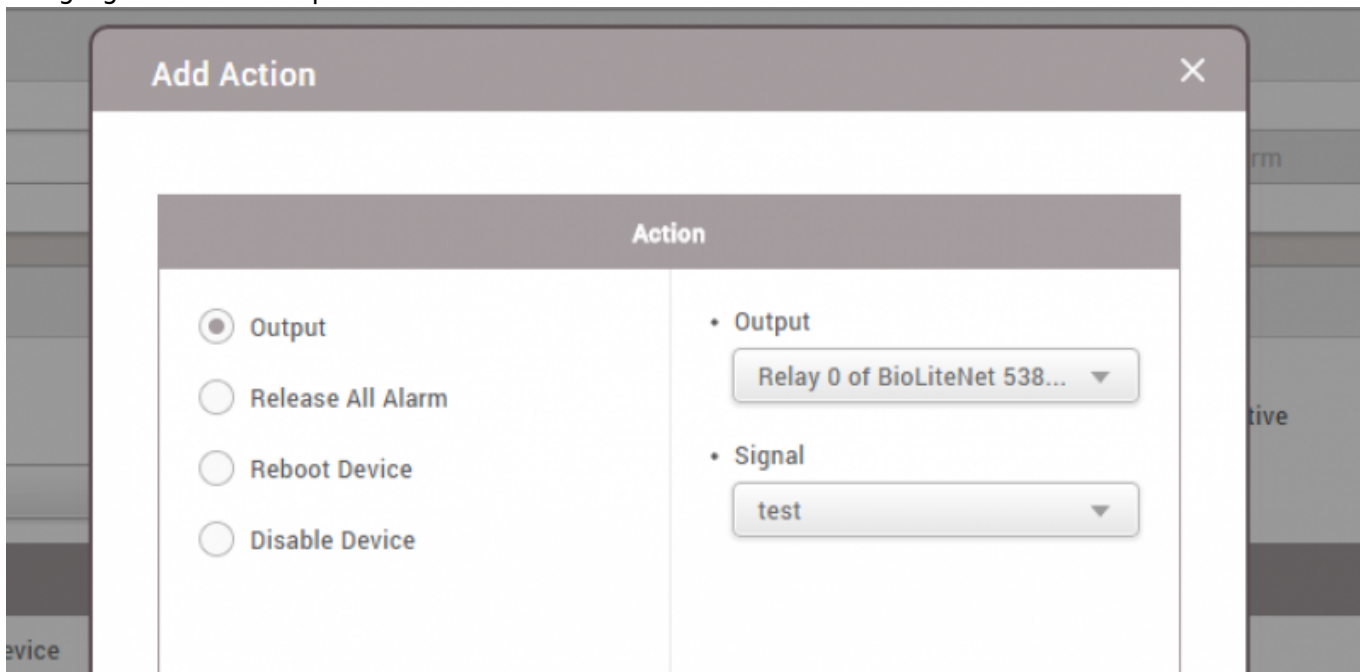 Add Action
rm
Action
Output
Release All Alarm
Reboot Device
Disable Device
• Output
Relay 0 of BioLiteNet 538...
• Signal
test
tive
evice